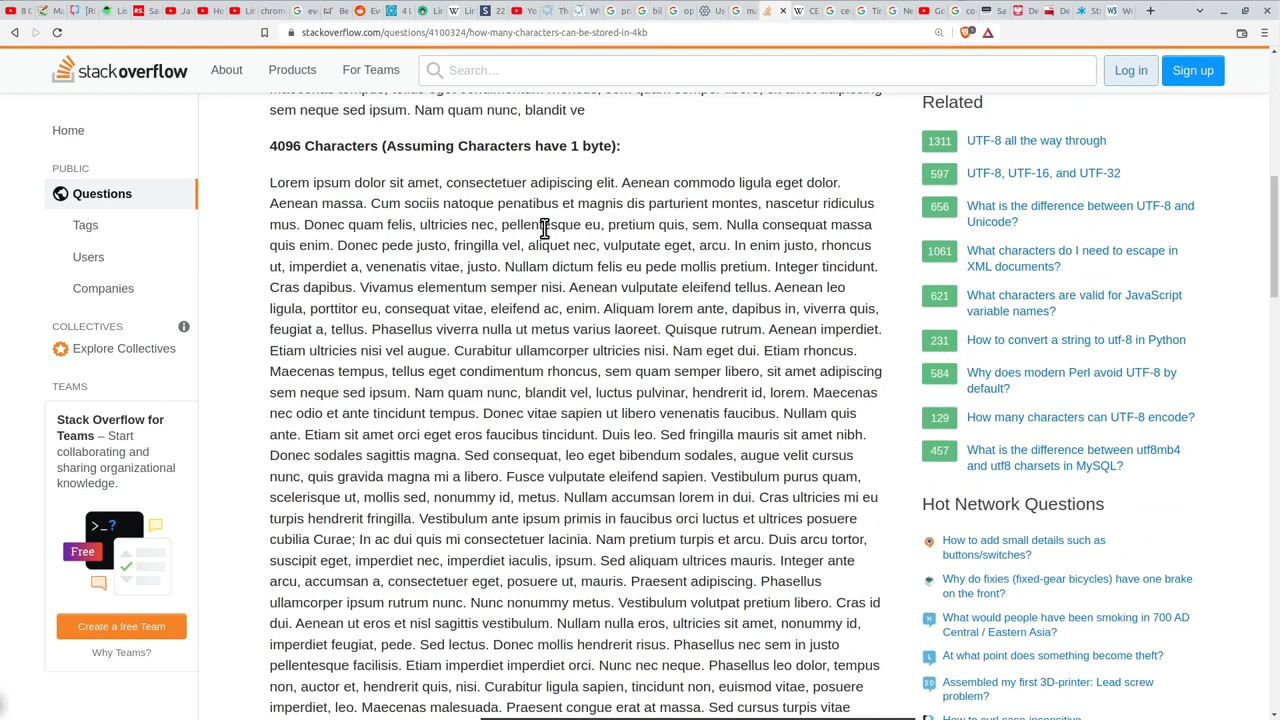 stackoverflow.com/questions/4100324/how-many-characters-can-be-stored-in-4kb
stackoverflow
About
Products
For Teams
Search...
Log in
Sign up
Home
PUBLIC
Questions
Tags
Users
Companies
COLLECTIVES
Explore Collectives
TEAMS
Stack Overflow for
Teams – Start
collaborating and
sharing organizational
knowledge.
>_?
Free
Create a free Team
Why Teams?
sem neque sed ipsum. Nam quam nunc, blandit ve
4096 Characters (Assuming Characters have 1 byte):
Lorem ipsum dolor sit amet, consectetuer adipiscing elit. Aenean commodo ligula eget dolor.
Aenean massa. Cum sociis natoque penatibus et magnis dis parturient montes, nascetur ridiculus
mus. Donec quam felis, ultricies nec, pellentesque eu, pretium quis, sem. Nulla consequat massa
quis enim. Donec pede justo, fringilla vel, aliquet nec, vulputate eget, arcu. In enim justo, rhoncus
ut, imperdiet a, venenatis vitae, justo. Nullam dictum felis eu pede mollis pretium. Integer tincidunt.
Cras dapibus. Vivamus elementum semper nisi. Aenean vulputate eleifend tellus. Aenean leo
ligula, porttitor eu, consequat vitae, eleifend ac, enim. Aliquam lorem ante, dapibus in, viverra quis,
feugiat a, tellus. Phasellus viverra nulla ut metus varius laoreet. Quisque rutrum. Aenean imperdiet.
Etiam ultricies nisi vel augue. Curabitur ullamcorper ultricies nisi. Nam eget dui. Etiam rhoncus.
Maecenas tempus, tellus eget condimentum rhoncus, sem quam semper libero, sit amet adipiscing
sem neque sed ipsum. Nam quam nunc, blandit vel, luctus pulvinar, hendrerit id, lorem. Maecenas
nec odio et ante tincidunt tempus. Donec vitae sapien ut libero venenatis faucibus. Nullam quis
ante. Etiam sit amet orci eget eros faucibus tincidunt. Duis leo. Sed fringilla mauris sit amet nibh.
Donec sodales sagittis magna. Sed consequat, leo eget bibendum sodales, augue velit cursus
nunc, quis gravida magna mi a libero. Fusce vulputate eleifend sapien. Vestibulum purus quam,
scelerisque ut, mollis sed, nonummy id, metus. Nullam accumsan lorem in dui. Cras ultricies mi eu
turpis hendrerit fringilla. Vestibulum ante ipsum primis in faucibus orci luctus et ultrices posuere
cubilia Curae; In ac dui quis mi consectetuer lacinia. Nam pretium turpis et arcu. Duis arcu tortor,
suscipit eget, imperdiet nec, imperdiet iaculis, ipsum. Sed aliquam ultrices mauris. Integer ante
arcu, accumsan a, consectetuer eget, posuere ut, mauris. Praesent adipiscing. Phasellus
ullamcorper ipsum rutrum nunc. Nunc nonummy metus. Vestibulum volutpat pretium libero. Cras id
dui. Aenean ut eros et nisl sagittis vestibulum. Nullam nulla eros, ultricies sit amet, nonummy id,
imperdiet feugiat, pede. Sed lectus. Donec mollis hendrerit risus. Phasellus nec sem in justo
pellentesque facilisis. Etiam imperdiet imperdiet orci. Nunc nec neque. Phasellus leo dolor, tempus
non, auctor et, hendrerit quis, nisi. Curabitur ligula sapien, tincidunt non, euismod vitae, posuere
imperdiet, leo. Maecenas malesuada. Praesent congue erat at massa. Sed cursus turpis vitae
Related
1311 UTF-8 all the way through
597 UTF-8, UTF-16, and UTF-32
656 What is the difference between UTF-8 and
Unicode?
1061 What characters do I need to escape in
XML documents?
621 What characters are valid for JavaScript
variable names?
231 How to convert a string to utf-8 in Python
584 Why does modern Perl avoid UTF-8 by
default?
129 How many characters can UTF-8 encode?
457 What is the difference between utf8mb4
and utf8 charsets in MySQL?
Hot Network Questions
How to add small details such as
buttons/switches?
Why do fixies (fixed-gear bicycles) have one brake
on the front?
What would people have been smoking in 700 AD
Central / Eastern Asia?
At what point does something become theft?
Assembled my first 3D-printer: Lead screw
problem?